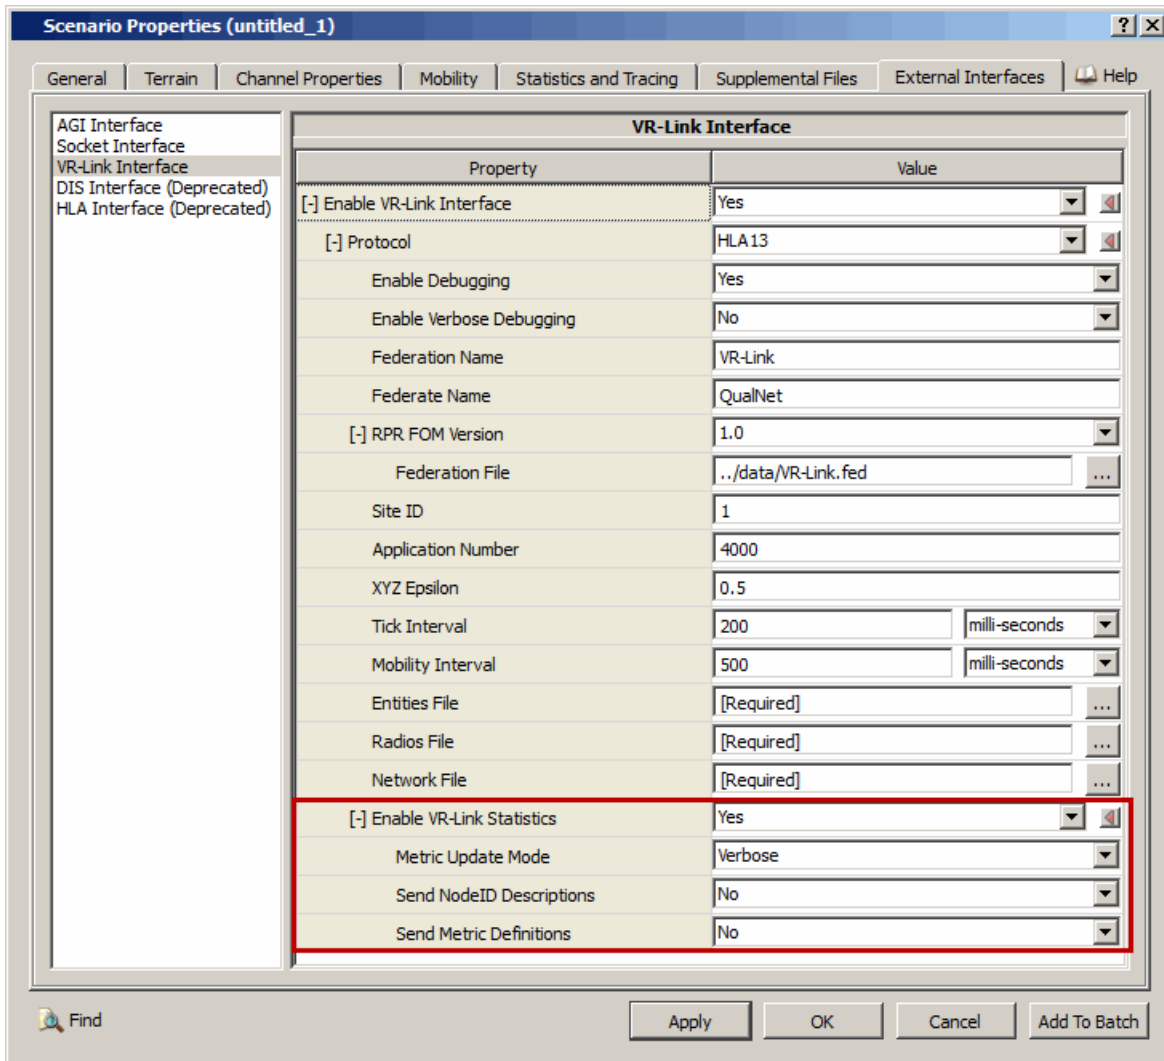 Scenario Properties (untitled_1)
General Terrain Channel Properties Mobility Statistics and Tracing Supplemental Files External Interfaces Help
AGI Interface
Socket Interface
VR-Link Interface
DIS Interface (Deprecated)
HLA Interface (Deprecated)
VR-Link Interface
Property Value
[-] Enable VR-Link Interface Yes
[-] Protocol HLA13
Enable Debugging Yes
Enable Verbose Debugging No
Federation Name VR-Link
Federate Name QualNet
[-] RPR FOM Version 1.0
Federation File ../data/VR-Link.fed ...
Site ID 1
Application Number 4000
XYZ Epsilon 0.5
Tick Interval 200 milli-seconds
Mobility Interval 500 milli-seconds
Entities File [Required] ...
Radios File [Required] ...
Network File [Required] ...
[-] Enable VR-Link Statistics Yes
Metric Update Mode Verbose
Send NodeID Descriptions No
Send Metric Definitions No
Find Apply OK Cancel Add To Batch